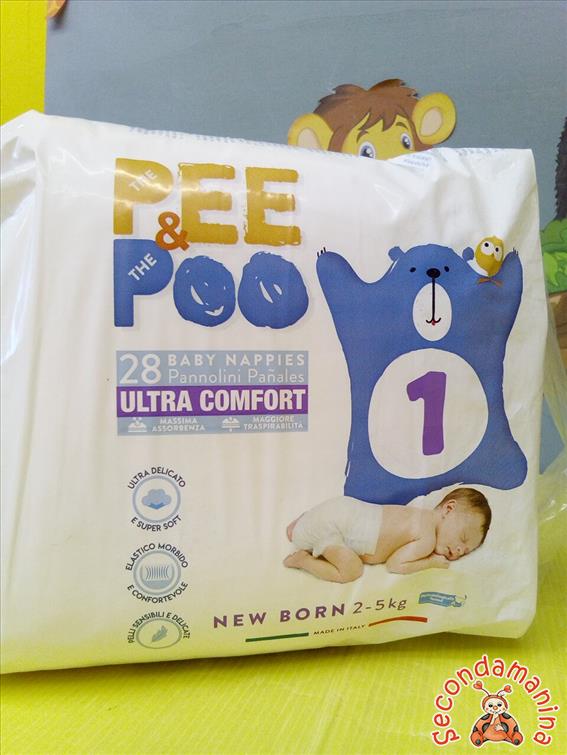 THE PEE
&
THE POO
28 BABY NAPPIES
Pannolini Pañales
ULTRA COMFORT
MASSIMA ASSORBENZA
MAGGIORE TRASPIRABILITÀ
1
ULTRA DELICATO
E SUPER SOFT
ELASTICO MORBIDO
E CONFORTEVOLE
PELLI SENSIBILI E DELICATE
NEW BORN 2-5kg
MADE IN ITALY
Secondamanina